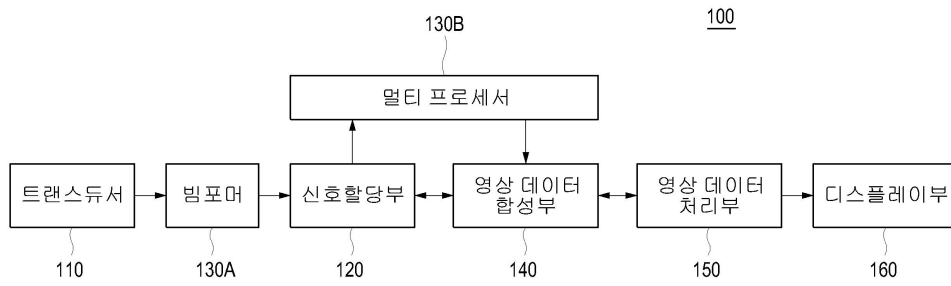 130B
100
멀티 프로세서
트랜스듀서
빔포머
신호할당부
영상 데이터
합성부
영상 데이터
처리부
디스플레이부
110
130A
120
140
150
160